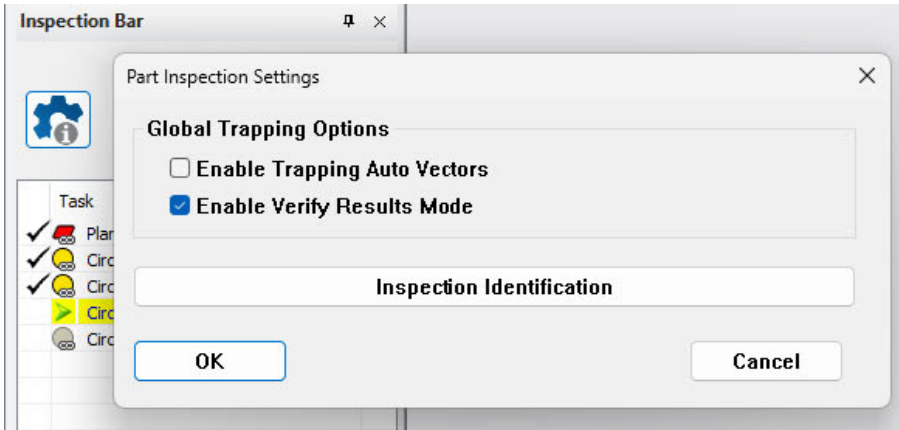 Inspection Bar
Part Inspection Settings
Global Trapping Options
Enable Trapping Auto Vectors
Enable Verify Results Mode
Task
Plar
Circ
Circ
Circ
Circ
Inspection Identification
OK
Cancel